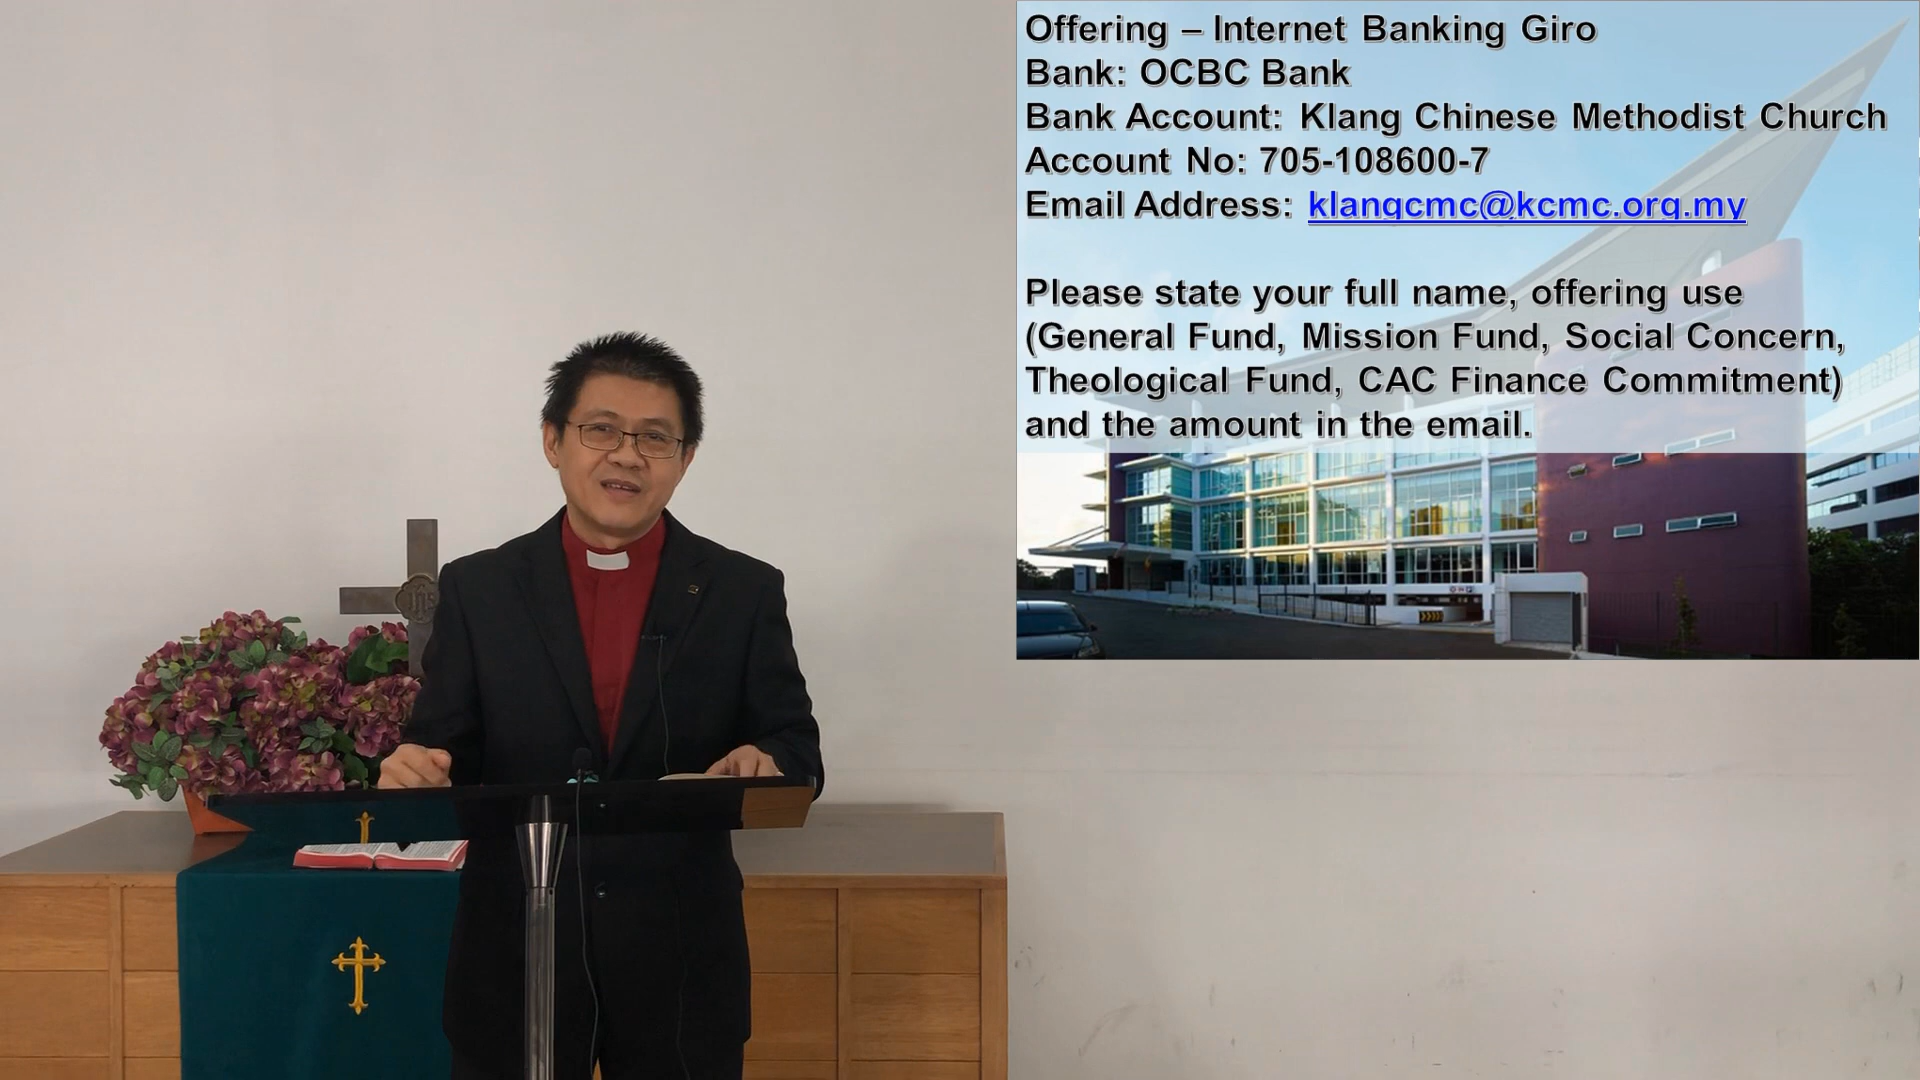 Offering – Internet Banking Giro
Bank: OCBC Bank
Bank Account: Klang Chinese Methodist Church
Account No: 705-108600-7
Email Address: klangcmc@kcmc.org.my
Please state your full name, offering use
(General Fund, Mission Fund, Social Concern,
Theological Fund, CAC Finance Commitment)
and the amount in the email.
ihs